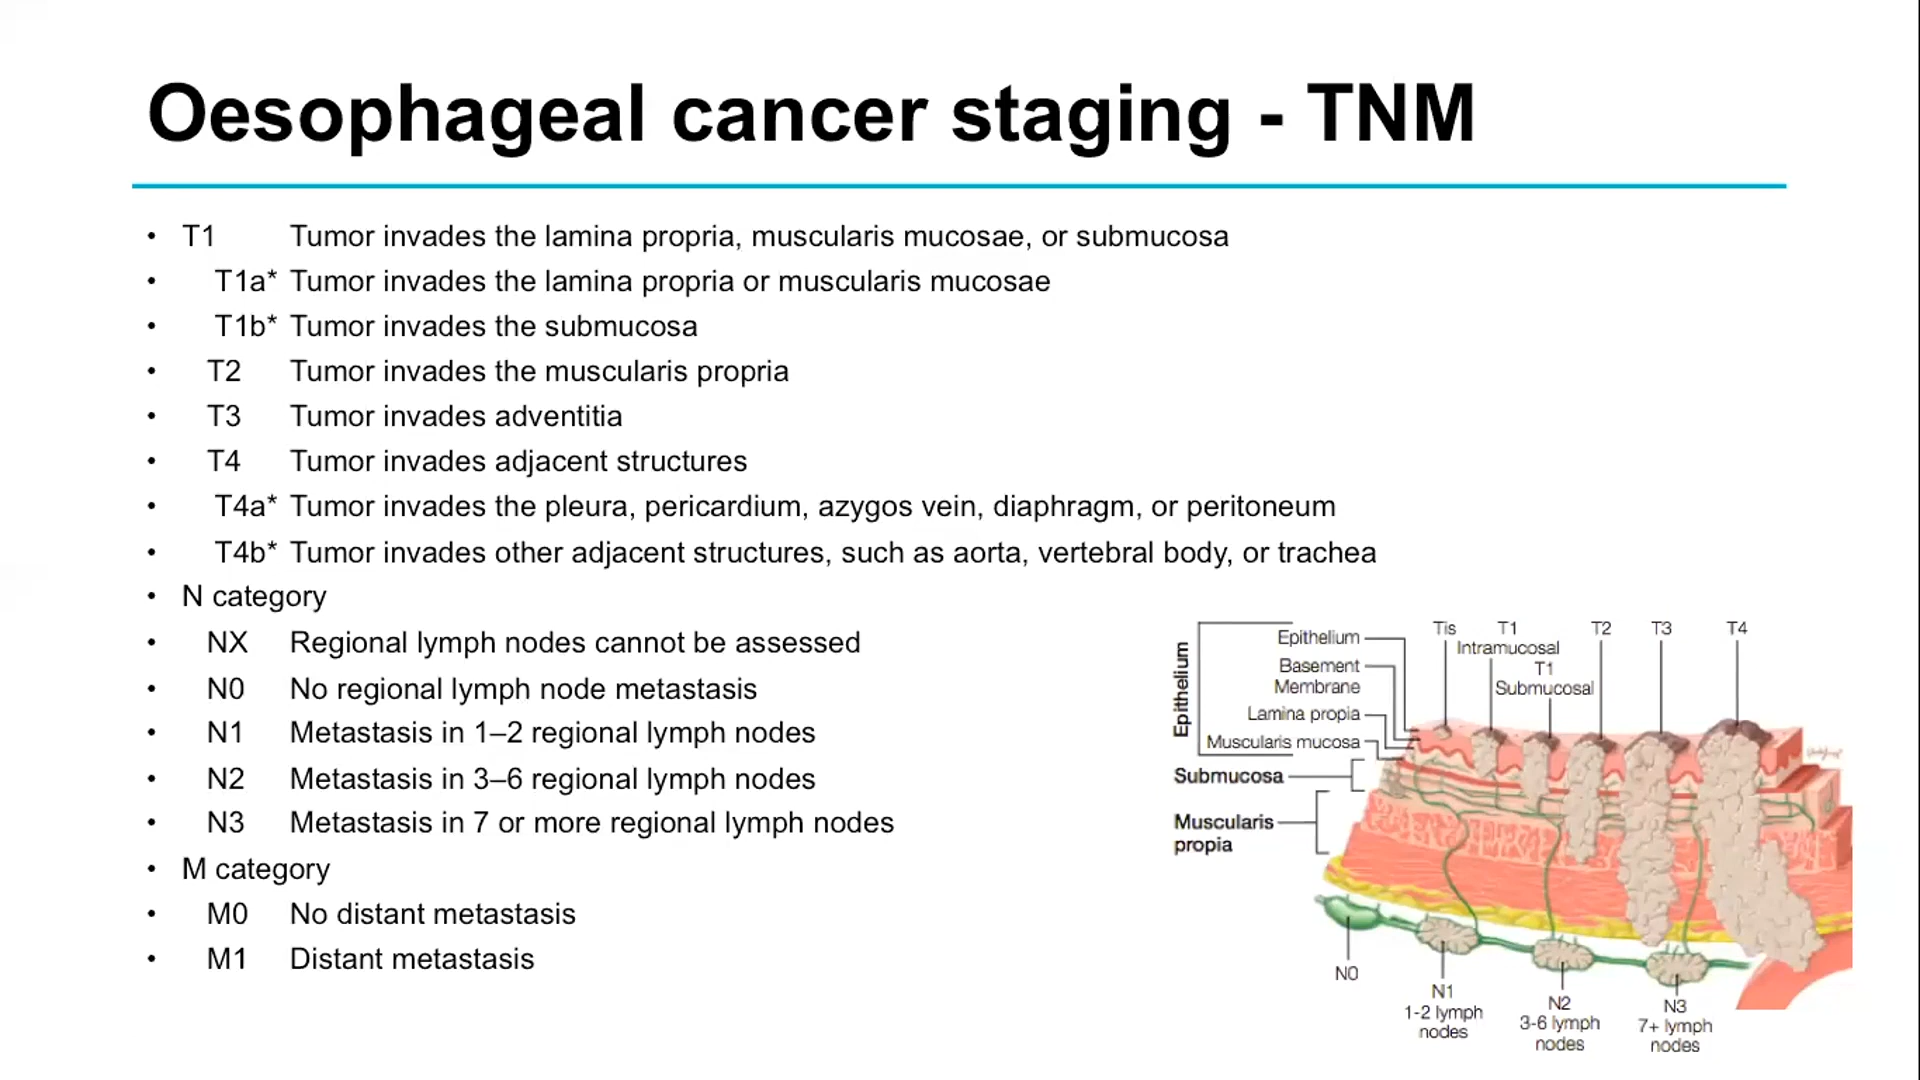 Oesophageal cancer staging - TNM
• T1 Tumor invades the lamina propria, muscularis mucosae, or submucosa
• T1a* Tumor invades the lamina propria or muscularis mucosae
• T1b* Tumor invades the submucosa
• T2 Tumor invades the muscularis propria
• T3 Tumor invades adventitia
• T4 Tumor invades adjacent structures
• T4a* Tumor invades the pleura, pericardium, azygos vein, diaphragm, or peritoneum
• T4b* Tumor invades other adjacent structures, such as aorta, vertebral body, or trachea
• N category
• NX Regional lymph nodes cannot be assessed
• N0 No regional lymph node metastasis
• N1 Metastasis in 1–2 regional lymph nodes
• N2 Metastasis in 3–6 regional lymph nodes
• N3 Metastasis in 7 or more regional lymph nodes
• M category
• M0 No distant metastasis
• M1 Distant metastasis
Epithelium
Epithelium
Basement
Membrane
Lamina propia
Muscularis mucosa
Submucosa
Muscularis
propia
Tis
T1
Intramucosal
T1
Submucosal
T2
T3
T4
N0
N1
1-2 lymph
nodes
N2
3-6 lymph
nodes
N3
7+ lymph
nodes